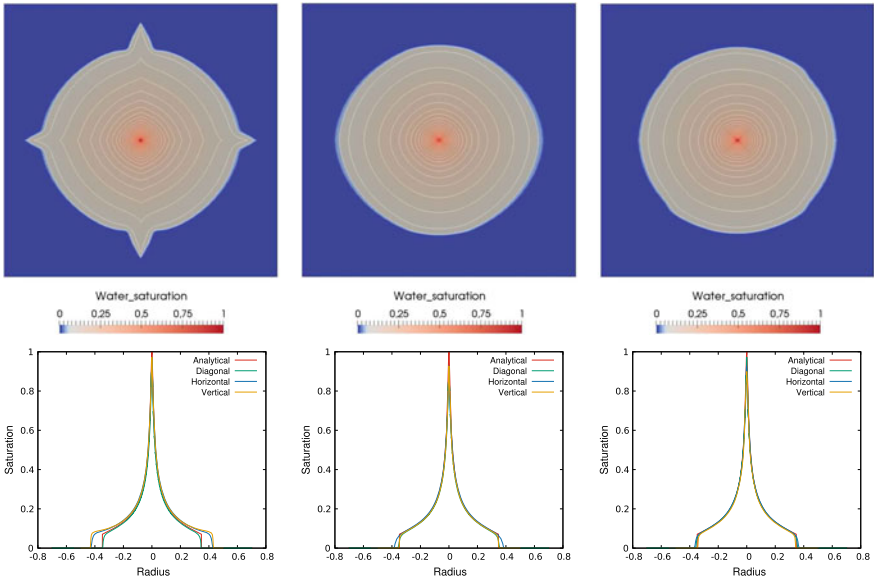 Water_saturation Water_saturation Water_saturation
0 0.25 0.5 0.75 1 0 0.25 0.5 0.75 1 0 0.25 0.5 0.75 1
Saturation
1
0.8
0.6
0.4
0.2
0
-0.8 -0.6 -0.4 -0.2 0 0.2 0.4 0.6 0.8
Radius
Analytical
Diagonal
Horizontal
Vertical
Saturation
1
0.8
0.6
0.4
0.2
0
-0.8 -0.6 -0.4 -0.2 0 0.2 0.4 0.6 0.8
Radius
Analytical
Diagonal
Horizontal
Vertical
Saturation
1
0.8
0.6
0.4
0.2
0
-0.8 -0.6 -0.4 -0.2 0 0.2 0.4 0.6 0.8
Radius
Analytical
Diagonal
Horizontal
Vertical